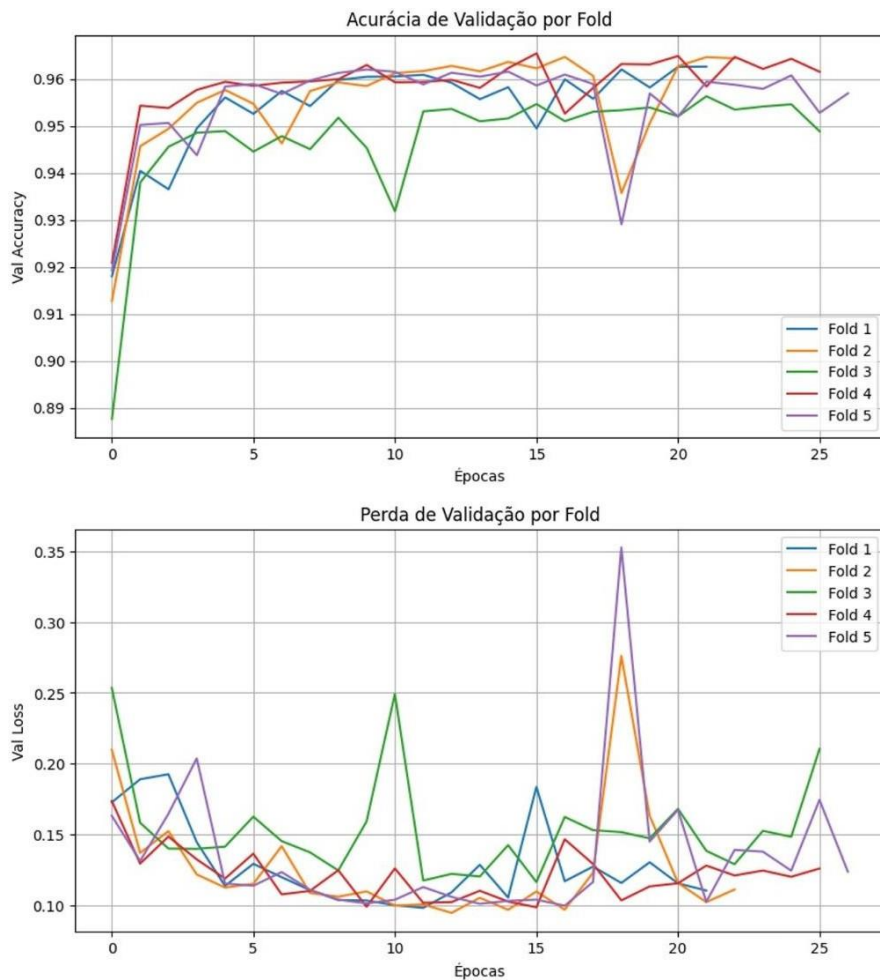 Acurácia de Validação por Fold
Val Accuracy
0.96
0.95
0.94
0.93
0.92
0.91
0.90
0.89
Fold 1
Fold 2
Fold 3
Fold 4
Fold 5
0 5 10 15 20 25
Épocas
Perda de Validação por Fold
Val Loss
0.35
0.30
0.25
0.20
0.15
0.10
Fold 1
Fold 2
Fold 3
Fold 4
Fold 5
0 5 10 15 20 25
Épocas